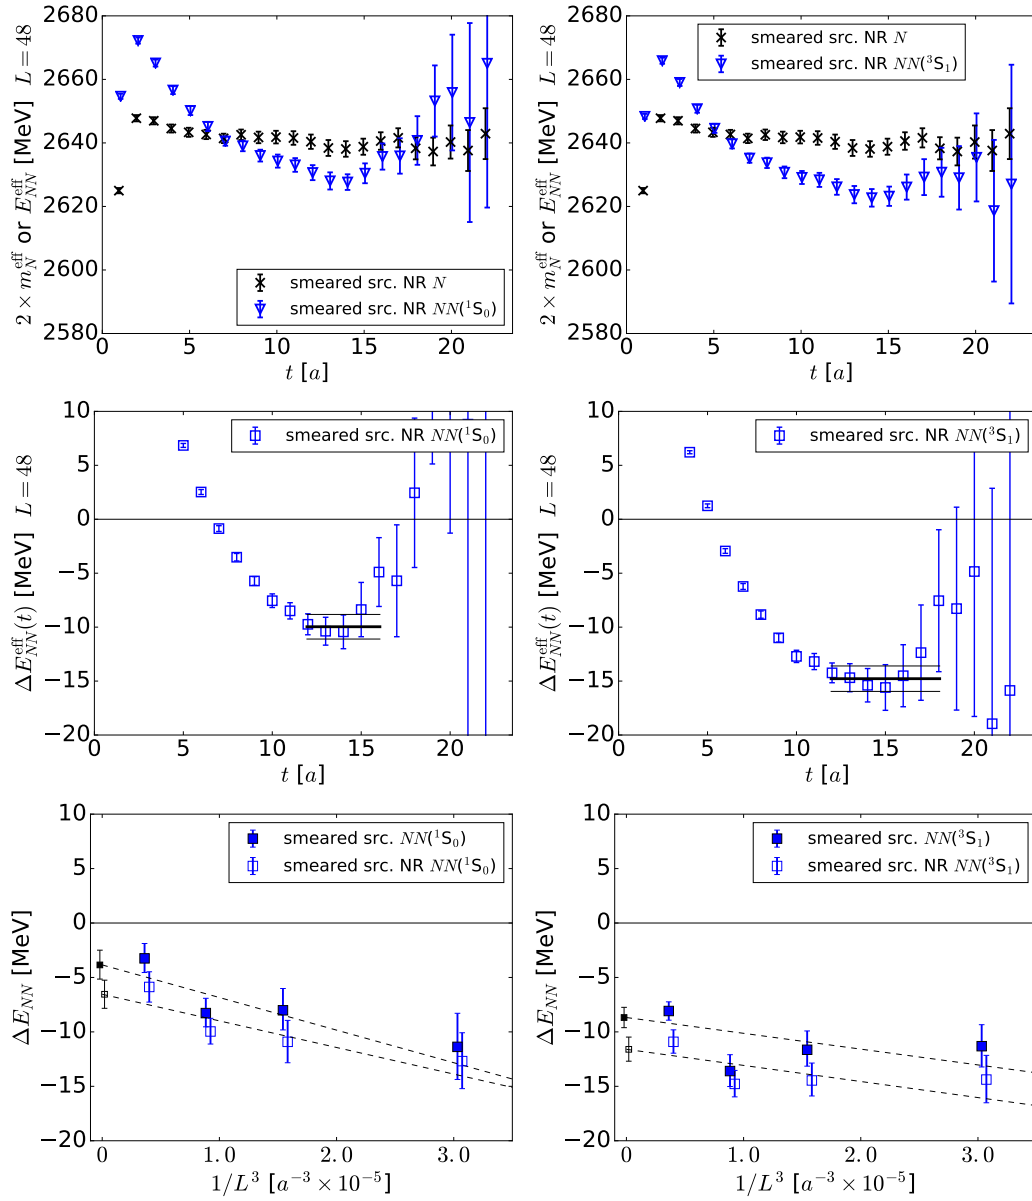 2680
2660
2640
2620
2600
2580
2 × m_N^eff or E_NN^eff [MeV] L = 48
smeared src. NR N
smeared src. NR NN(¹S₀)
0 5 10 15 20
t [a]
2680
2660
2640
2620
2600
2580
2 × m_N^eff or E_NN^eff [MeV] L = 48
smeared src. NR N
smeared src. NR NN(³S₁)
0 5 10 15 20
t [a]
10
5
0
−5
−10
−15
−20
ΔE_NN^eff(t) [MeV] L = 48
smeared src. NR NN(¹S₀)
0 5 10 15 20
t [a]
10
5
0
−5
−10
−15
−20
ΔE_NN^eff(t) [MeV] L = 48
smeared src. NR NN(³S₁)
0 5 10 15 20
t [a]
10
5
0
−5
−10
−15
−20
ΔE_NN [MeV]
smeared src. NN(¹S₀)
smeared src. NR NN(¹S₀)
0 1.0 2.0 3.0
1/L³ [a⁻³ × 10⁻⁵]
10
5
0
−5
−10
−15
−20
ΔE_NN [MeV]
smeared src. NN(³S₁)
smeared src. NR NN(³S₁)
0 1.0 2.0 3.0
1/L³ [a⁻³ × 10⁻⁵]